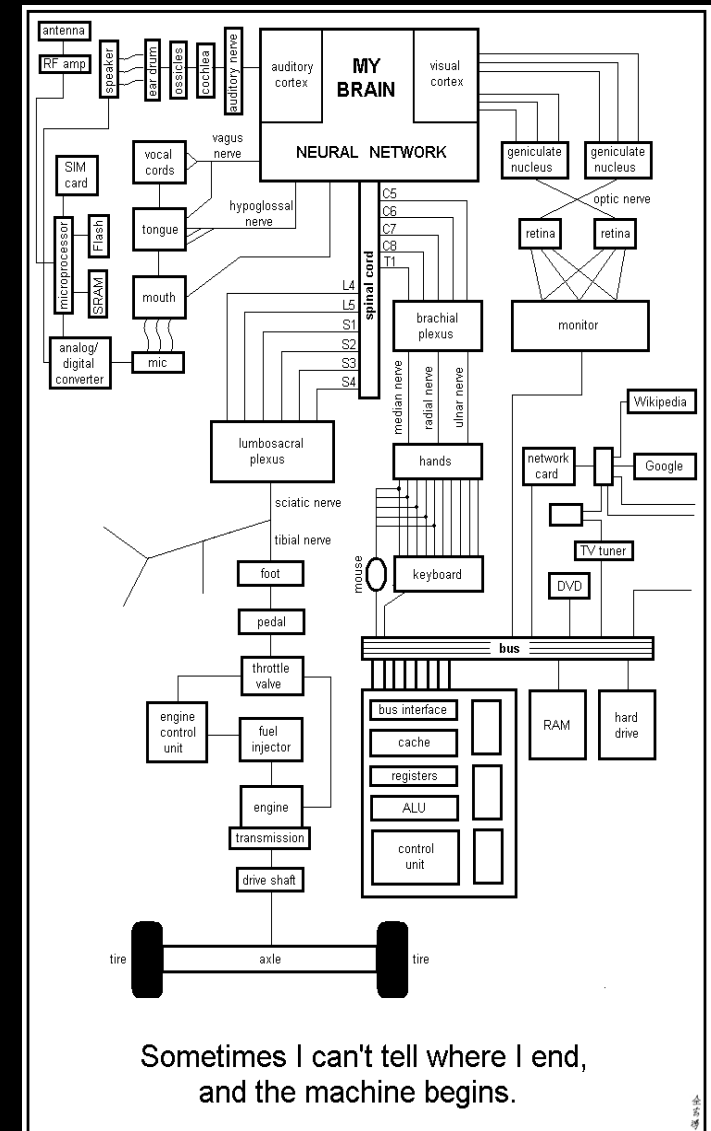 antenna
RF amp
speaker
ear drum
ossicles
cochlea
auditory nerve
auditory
cortex
MY
BRAIN
visual
cortex
NEURAL NETWORK
vagus
nerve
vocal
cords
SIM
card
hypoglossal
nerve
tongue
microprocessor
Flash
SRAM
mouth
analog/
digital
converter
mic
geniculate
nucleus
geniculate
nucleus
optic nerve
retina
retina
monitor
spinal cord
C5
C6
C7
C8
T1
L4
L5
S1
S2
S3
S4
brachial
plexus
median nerve
radial nerve
ulnar nerve
lumbosacral
plexus
hands
network
card
Wikipedia
Google
sciatic nerve
tibial nerve
TV tuner
DVD
mouse
keyboard
foot
pedal
bus
throttle
valve
engine
control
unit
fuel
injector
engine
transmission
drive shaft
bus interface
cache
registers
ALU
control
unit
RAM
hard
drive
tire
axle
tire
Sometimes I can't tell where I end,
and the machine begins.